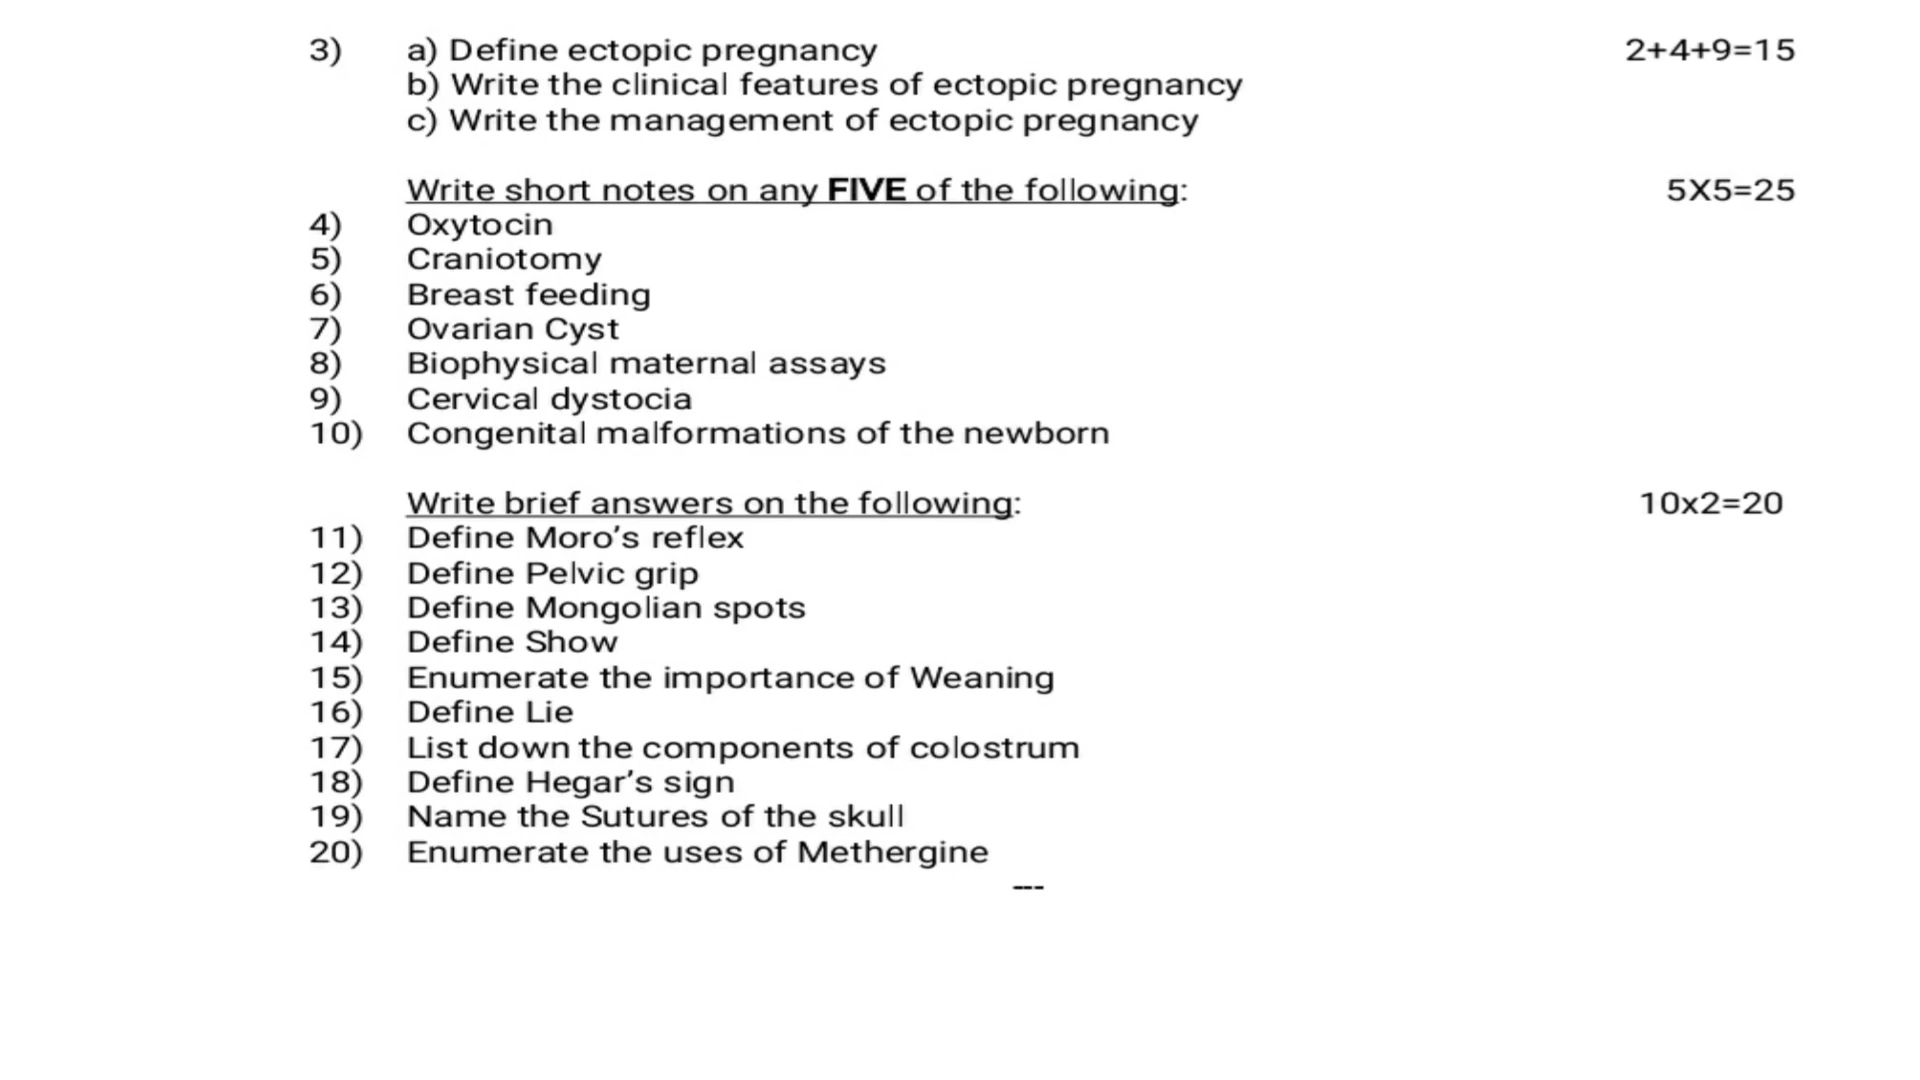 3) a) Define ectopic pregnancy 2+4+9=15
b) Write the clinical features of ectopic pregnancy
c) Write the management of ectopic pregnancy
Write short notes on any FIVE of the following: 5X5=25
4) Oxytocin
5) Craniotomy
6) Breast feeding
7) Ovarian Cyst
8) Biophysical maternal assays
9) Cervical dystocia
10) Congenital malformations of the newborn
Write brief answers on the following: 10x2=20
11) Define Moro’s reflex
12) Define Pelvic grip
13) Define Mongolian spots
14) Define Show
15) Enumerate the importance of Weaning
16) Define Lie
17) List down the components of colostrum
18) Define Hegar’s sign
19) Name the Sutures of the skull
20) Enumerate the uses of Methergine
---